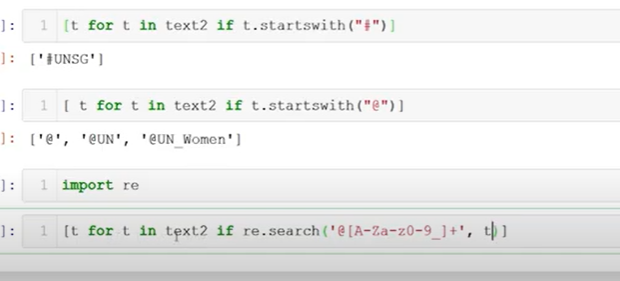 ]: 1 [t for t in text2 if t.startswith("#")]
]: ['#UNSG']
]: 1 [ t for t in text2 if t.startswith("@")]
]: ['@', '@UN', '@UN_Women']
]: 1 import re
]: 1 [t for t in text2 if re.search('@[A-Za-z0-9_]+', t)]